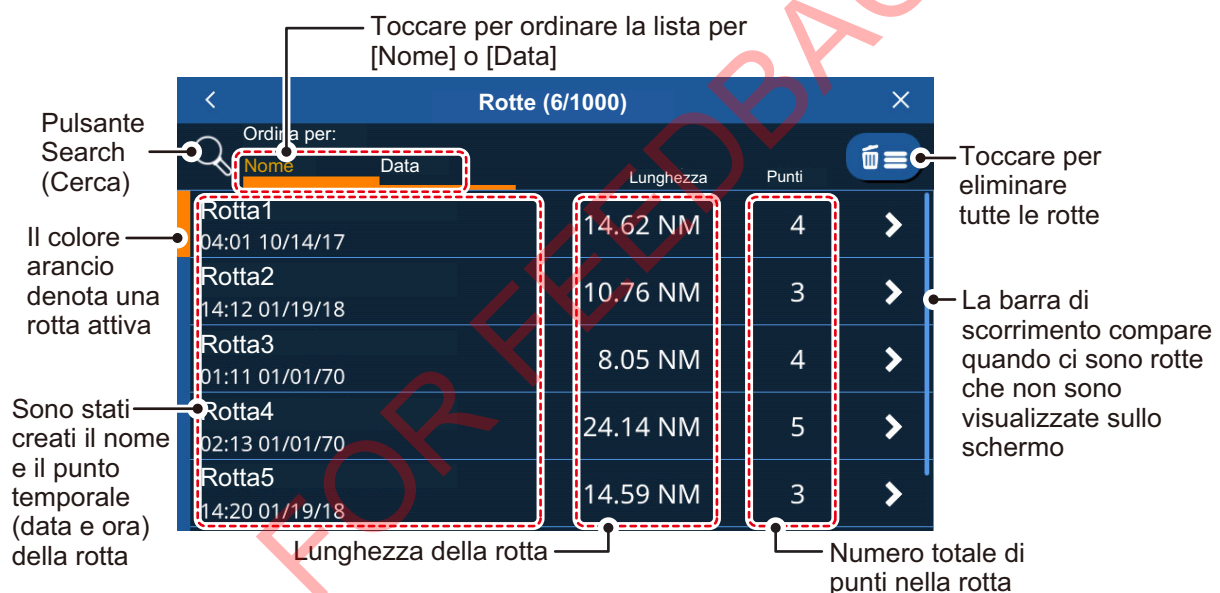 Toccare per ordinare la lista per
[Nome] o [Data]
Rotte (6/1000)
Pulsante
Search
(Cerca)
Ordina per:
Nome Data
Lunghezza Punti
Toccare per
eliminare
tutte le rotte
Il colore
arancio
denota una
rotta attiva
Rotta1
04:01 10/14/17
14.62 NM 4
Rotta2
14:12 01/19/18
10.76 NM 3
La barra di
scorrimento compare
quando ci sono rotte
che non sono
visualizzate sullo
schermo
Rotta3
01:11 01/01/70
8.05 NM 4
Sono stati
creati il nome
e il punto
temporale
(data e ora)
della rotta
Rotta4
02:13 01/01/70
24.14 NM 5
Rotta5
14:20 01/19/18
14.59 NM 3
Lunghezza della rotta
Numero totale di
punti nella rotta
FOR FEEDBAC